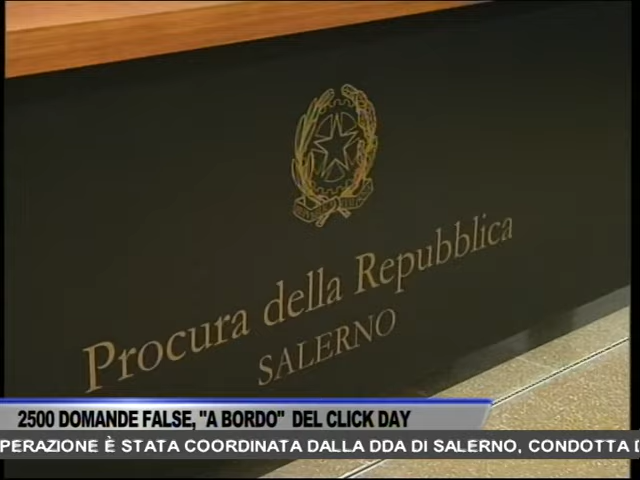 Procura della Repubblica
SALERNO
2500 DOMANDE FALSE, "A BORDO" DEL CLICK DAY
PERAZIONE È STATA COORDINATA DALLA DDA DI SALERNO, CONDOTTA D